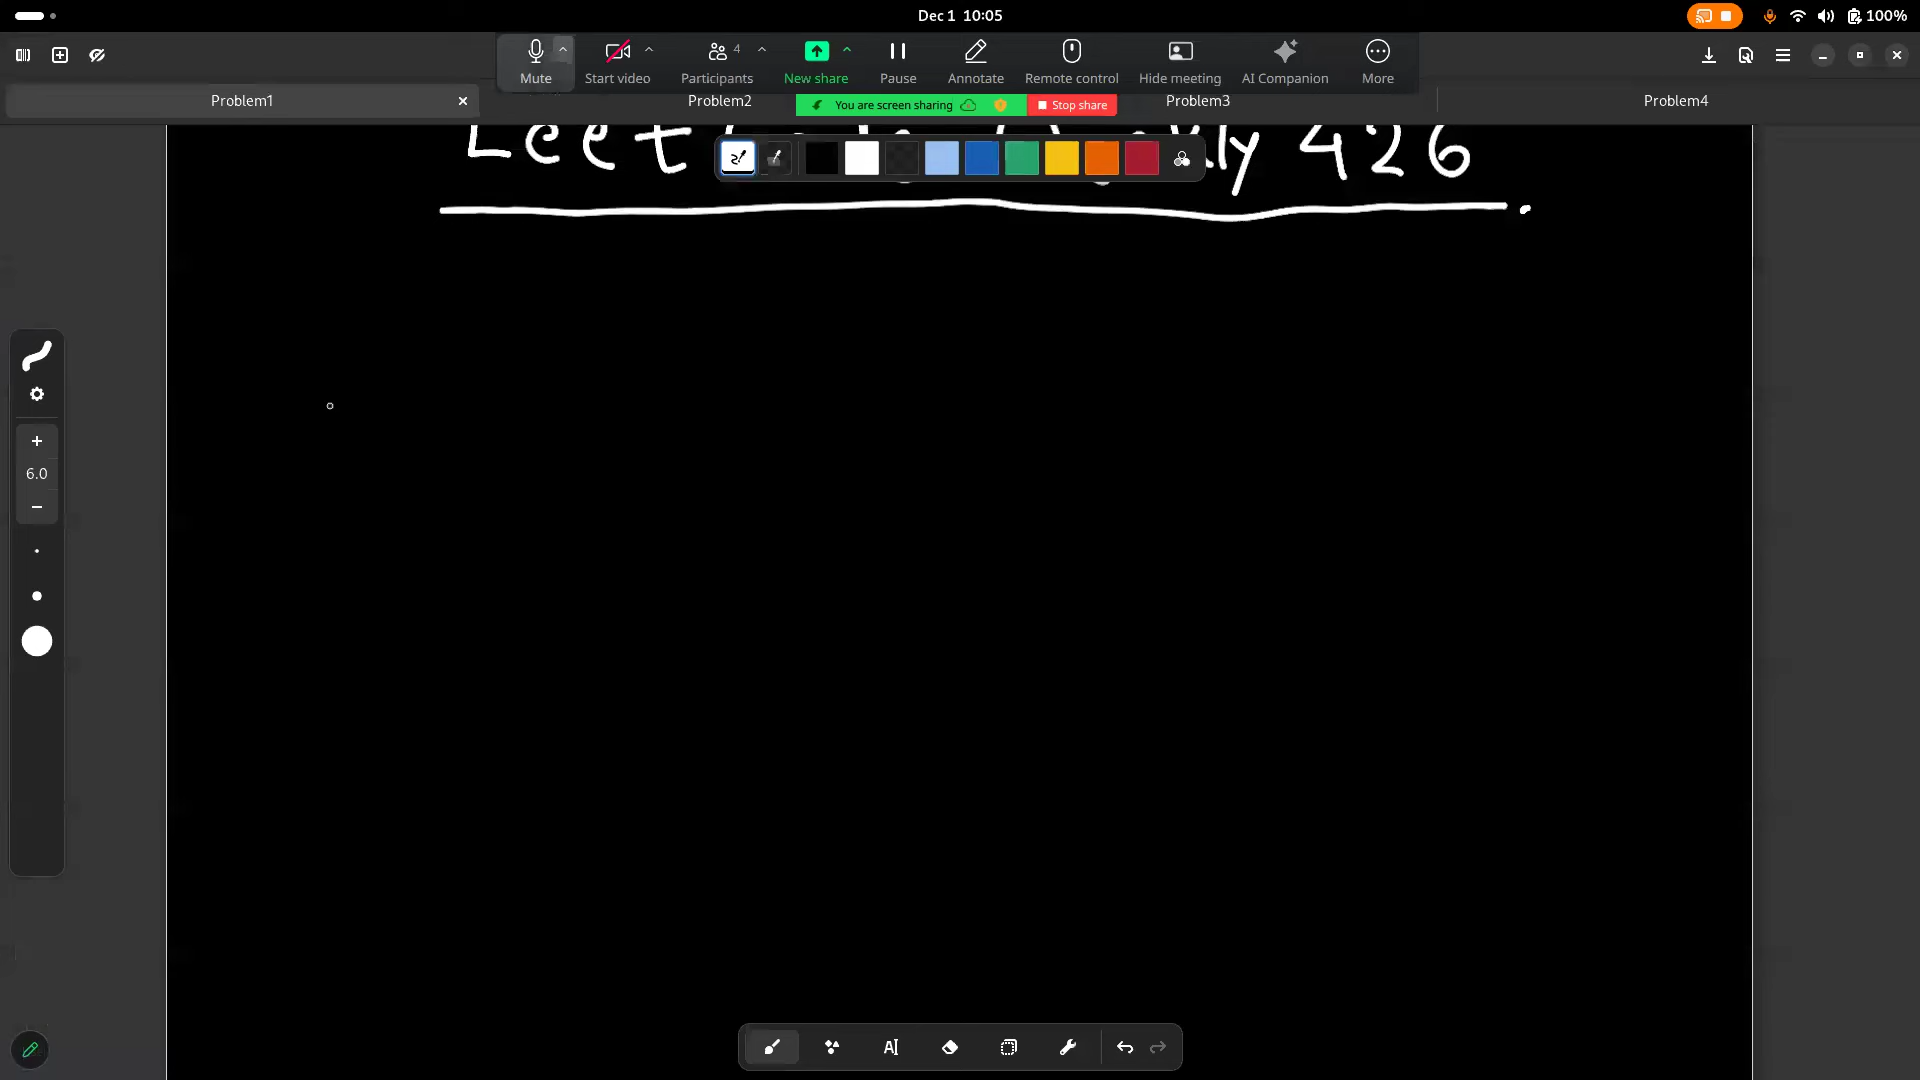 Dec 1 10:05
100%
Mute
Start video
Participants
4
New share
Pause
Annotate
Remote control
Hide meeting
AI Companion
More
Problem1
Problem2
You are screen sharing
Stop share
Problem3
Problem4
Leet 426
6.0